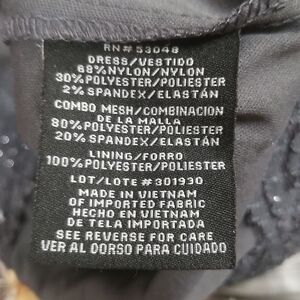 RN# 53048
DRESS/VESTIDO
68%NYLON/NYLON
30%POLYESTER/POLIESTER
2% SPANDEX/ELASTÁN
COMBO MESH/COMBINACION
DE LA MALLA
80%POLYESTER/POLIESTER
20% SPANDEX/ELASTÁN
LINING/FORRO
100%POLYESTER/POLIESTER
LOT/LOTE #301930
MADE IN VIETNAM
OF IMPORTED FABRIC
HECHO EN VIETNAM
DE TELA IMPORTADA
SEE REVERSE FOR CARE
VER AL DORSO PARA CUIDADO